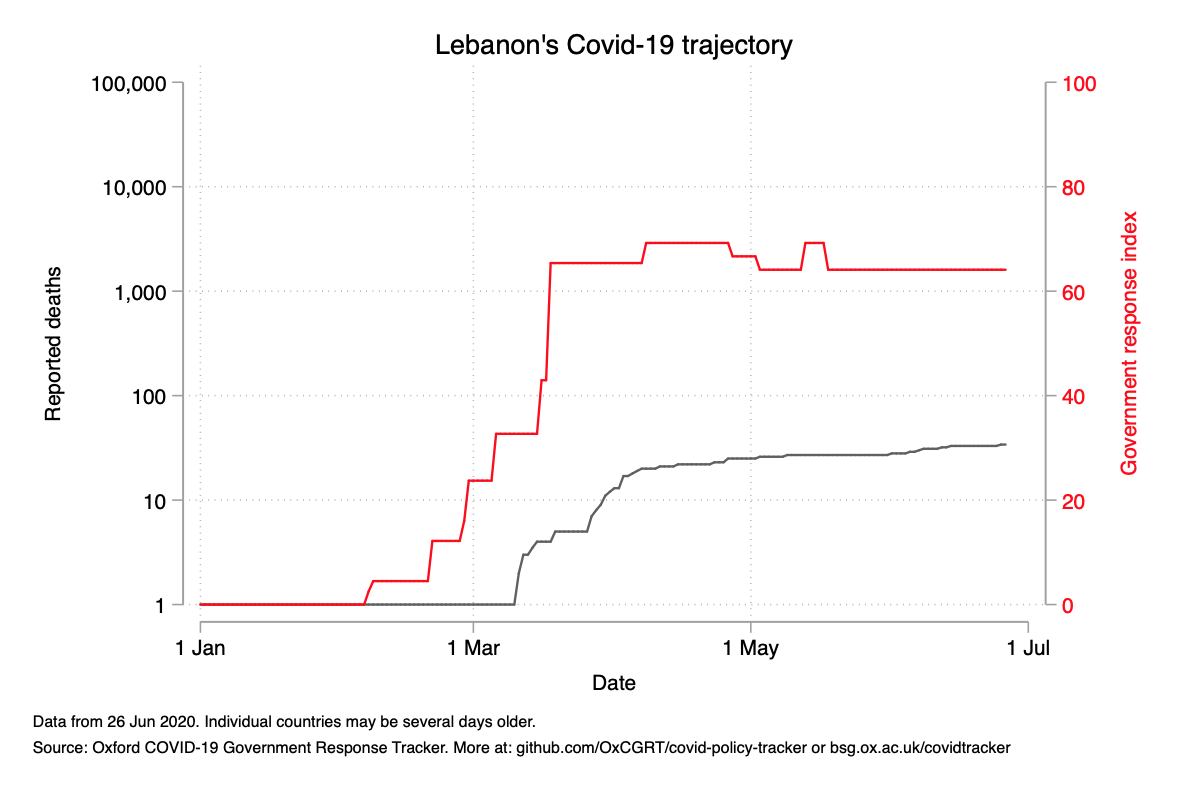 Lebanon's Covid-19 trajectory
100,000
10,000
1,000
100
10
1
Reported deaths
100
80
60
40
20
0
Government response index
1 Jan
1 Mar
1 May
1 Jul
Date
Data from 26 Jun 2020. Individual countries may be several days older.
Source: Oxford COVID-19 Government Response Tracker. More at: github.com/OxCGRT/covid-policy-tracker or bsg.ox.ac.uk/covidtracker